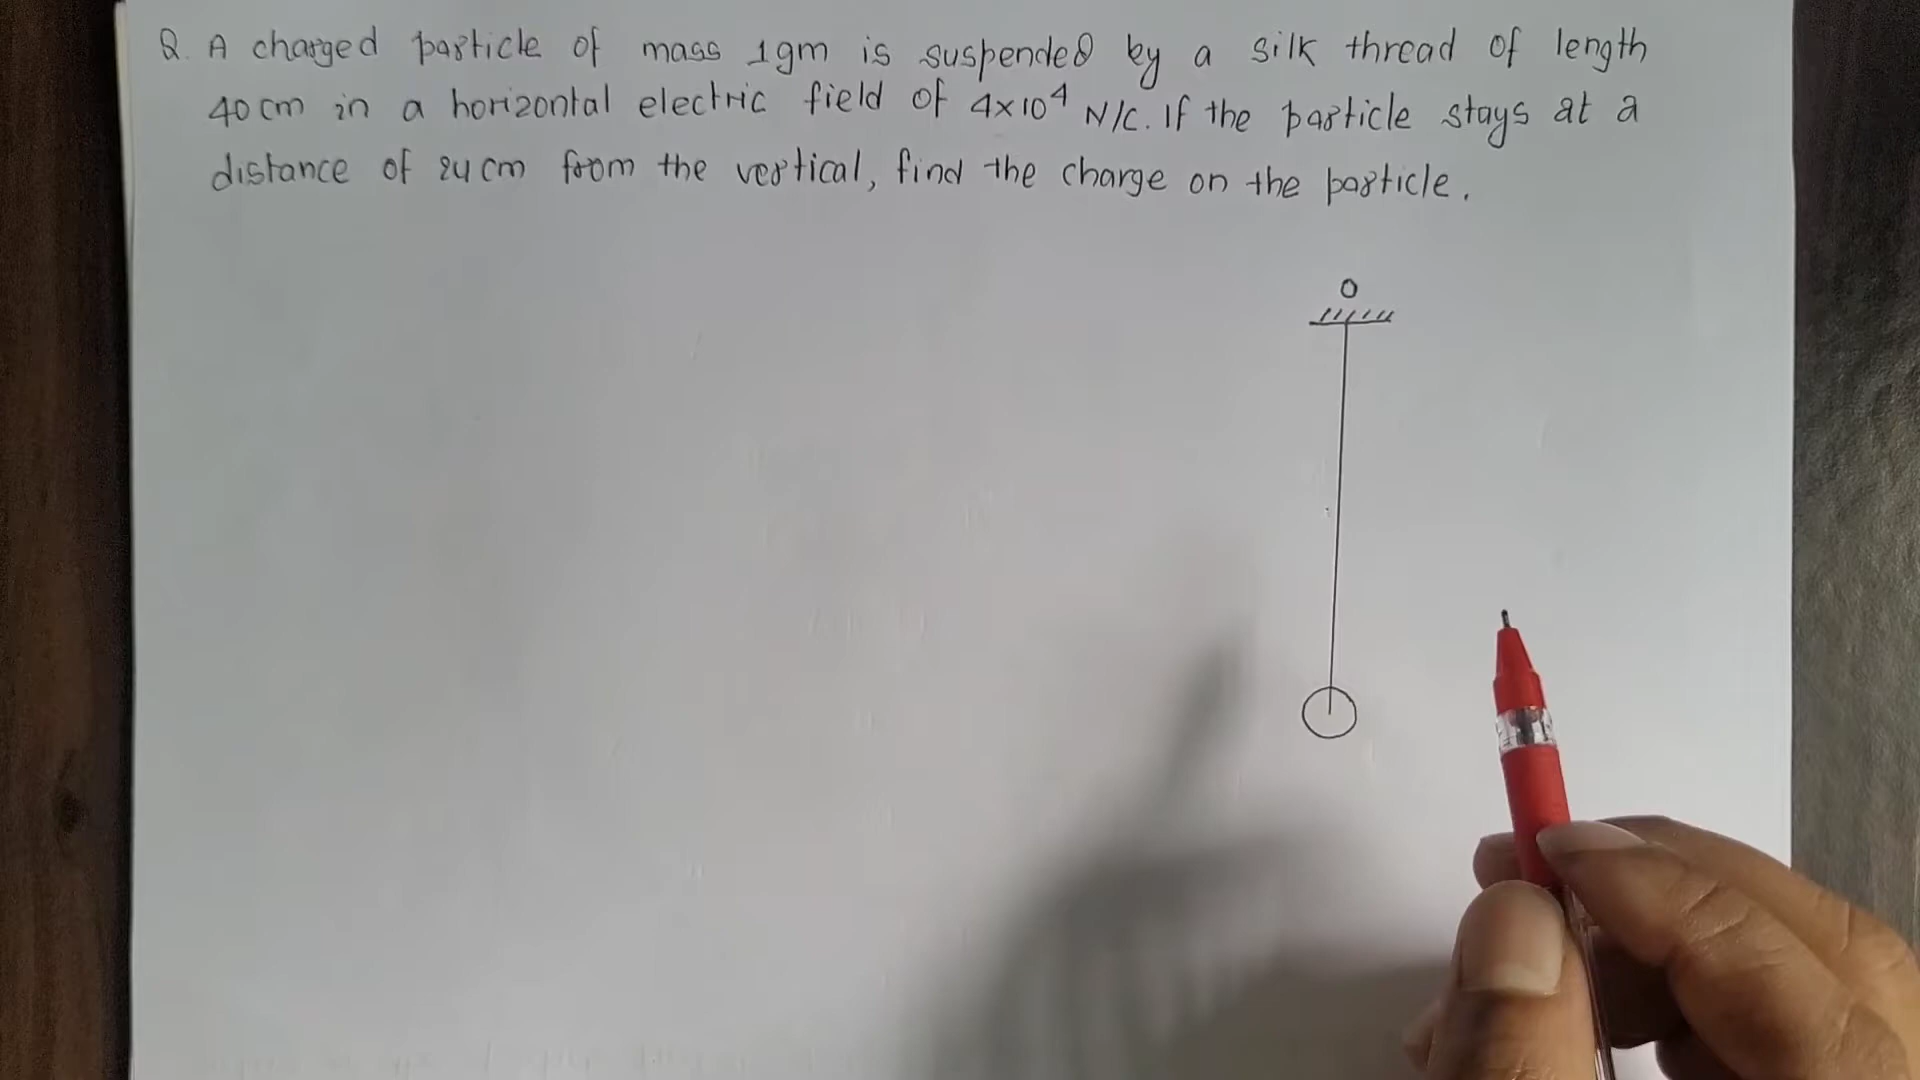 Q. A charged particle of mass 1gm is suspended by a silk thread of length
40 cm in a horizontal electric field of 4×10⁴ N/C. If the particle stays at a
distance of 24 cm from the vertical, find the charge on the particle.
O